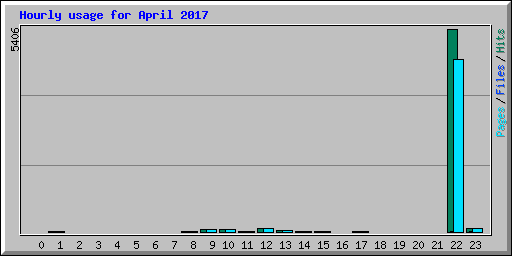 Hourly usage for April 2017
5406
Pages/Files/Hits
0 1 2 3 4 5 6 7 8 9 10 11 12 13 14 15 16 17 18 19 20 21 22 23